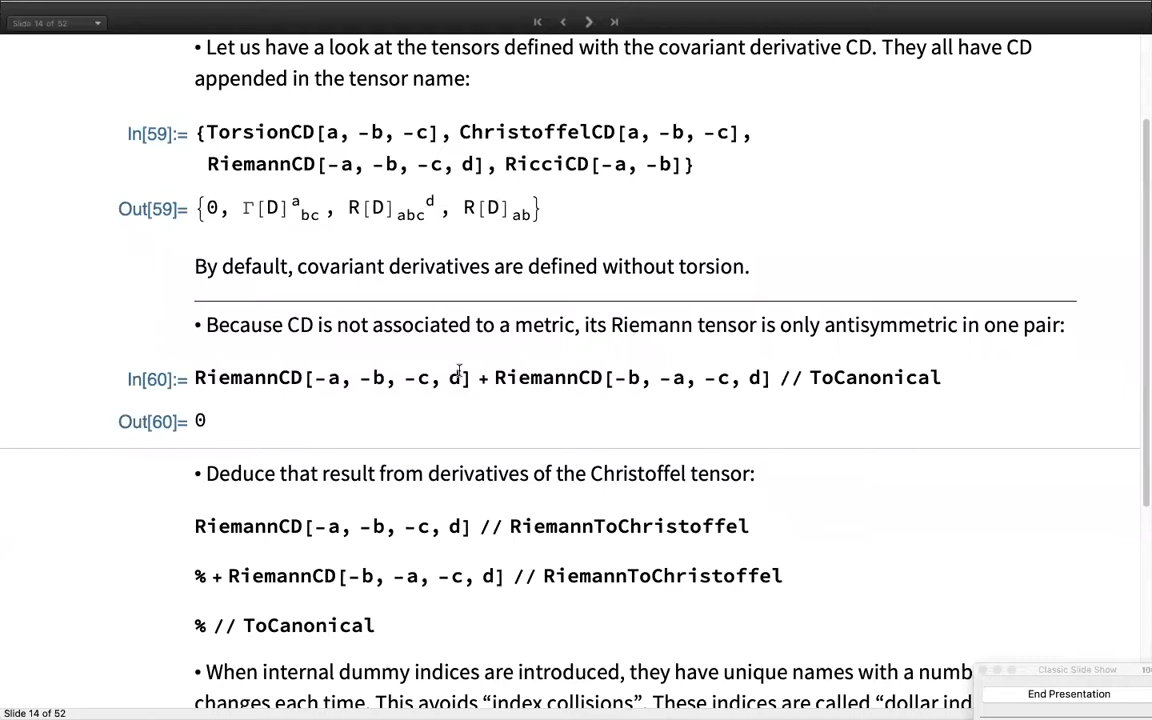 Slide 14 of 52
• Let us have a look at the tensors defined with the covariant derivative CD. They all have CD
appended in the tensor name:
In[59]:= {TorsionCD[a, -b, -c], ChristoffelCD[a, -b, -c],
RiemannCD[-a, -b, -c, d], RicciCD[-a, -b]}
Out[59]= {0, Γ[D]^a_bc, R[D]_abc^d, R[D]_ab}
By default, covariant derivatives are defined without torsion.
• Because CD is not associated to a metric, its Riemann tensor is only antisymmetric in one pair:
In[60]:= RiemannCD[-a, -b, -c, d] + RiemannCD[-b, -a, -c, d] // ToCanonical
Out[60]= 0
• Deduce that result from derivatives of the Christoffel tensor:
RiemannCD[-a, -b, -c, d] // RiemannToChristoffel
% + RiemannCD[-b, -a, -c, d] // RiemannToChristoffel
% // ToCanonical
• When internal dummy indices are introduced, they have unique names with a numb
changes each time. This avoids “index collisions”. These indices are called “dollar ind
Classic Slide Show 10
End Presentation
Slide 14 of 52